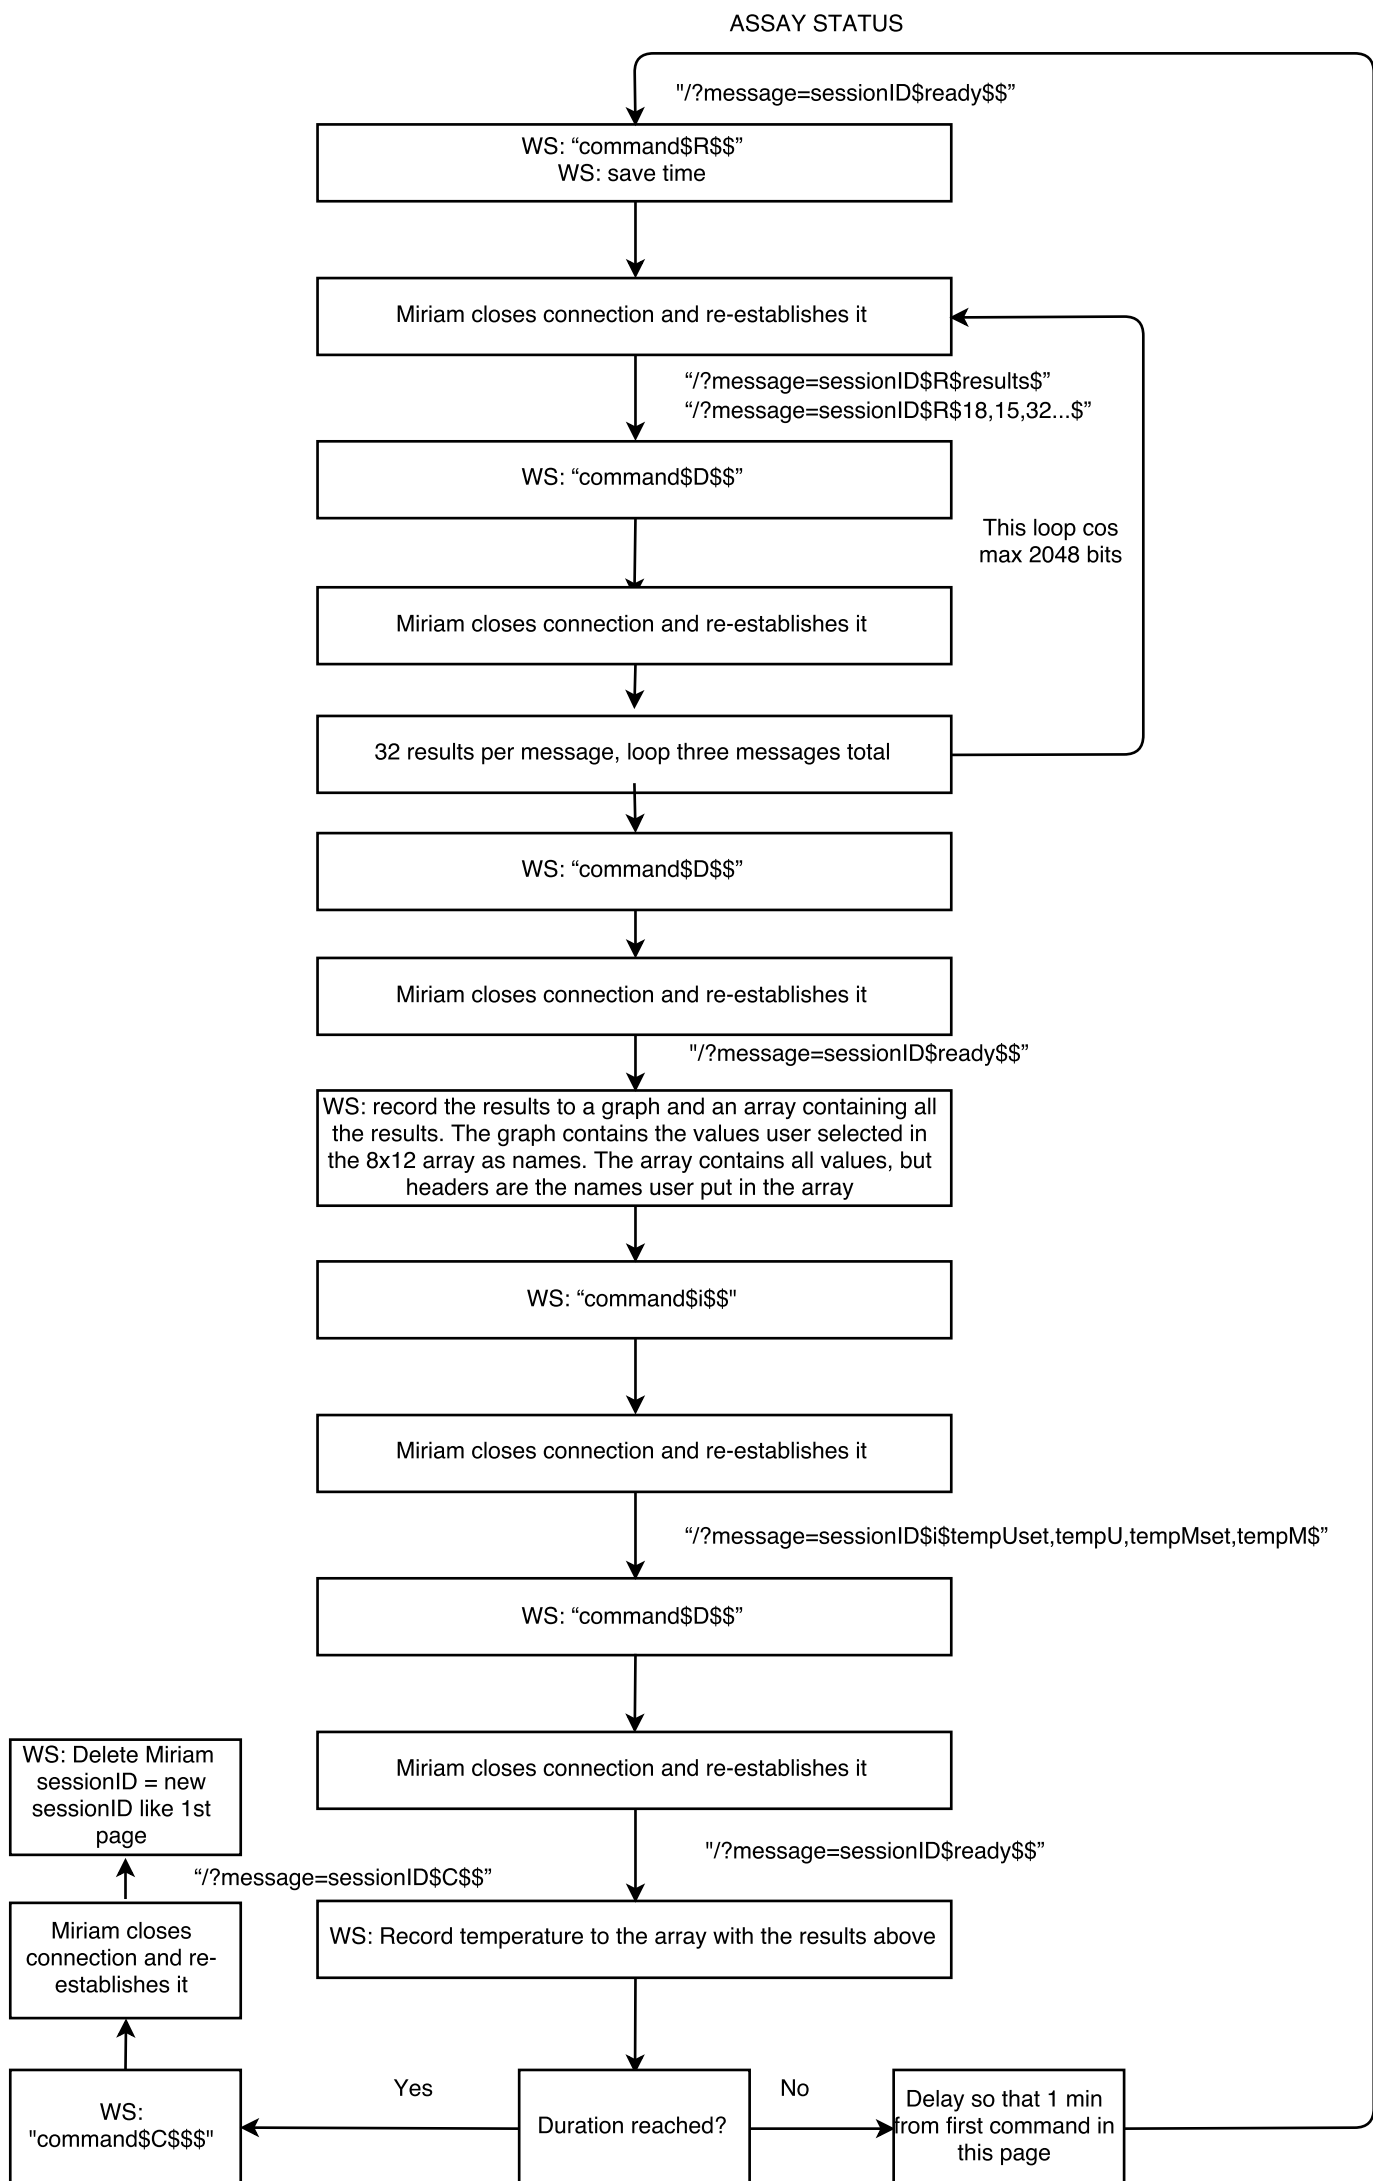 ASSAY STATUS
"/?message=sessionID$ready$$”
WS: “command$R$$”
WS: save time
Miriam closes connection and re-establishes it
“/?message=sessionID$R$results$”
“/?message=sessionID$R$18,15,32...$”
WS: “command$D$$”
This loop cos
max 2048 bits
Miriam closes connection and re-establishes it
32 results per message, loop three messages total
WS: “command$D$$”
Miriam closes connection and re-establishes it
"/?message=sessionID$ready$$”
WS: record the results to a graph and an array containing all
the results. The graph contains the values user selected in
the 8x12 array as names. The array contains all values, but
headers are the names user put in the array
WS: “command$i$$"
Miriam closes connection and re-establishes it
“/?message=sessionID$i$tempUset,tempU,tempMset,tempM$”
WS: “command$D$$”
Miriam closes connection and re-establishes it
"/?message=sessionID$ready$$”
WS: Record temperature to the array with the results above
Duration reached?
No
Delay so that 1 min
from first command in
this page
Yes
WS:
"command$C$$$"
Miriam closes
connection and re-
establishes it
“/?message=sessionID$C$$”
WS: Delete Miriam
sessionID = new
sessionID like 1st
page